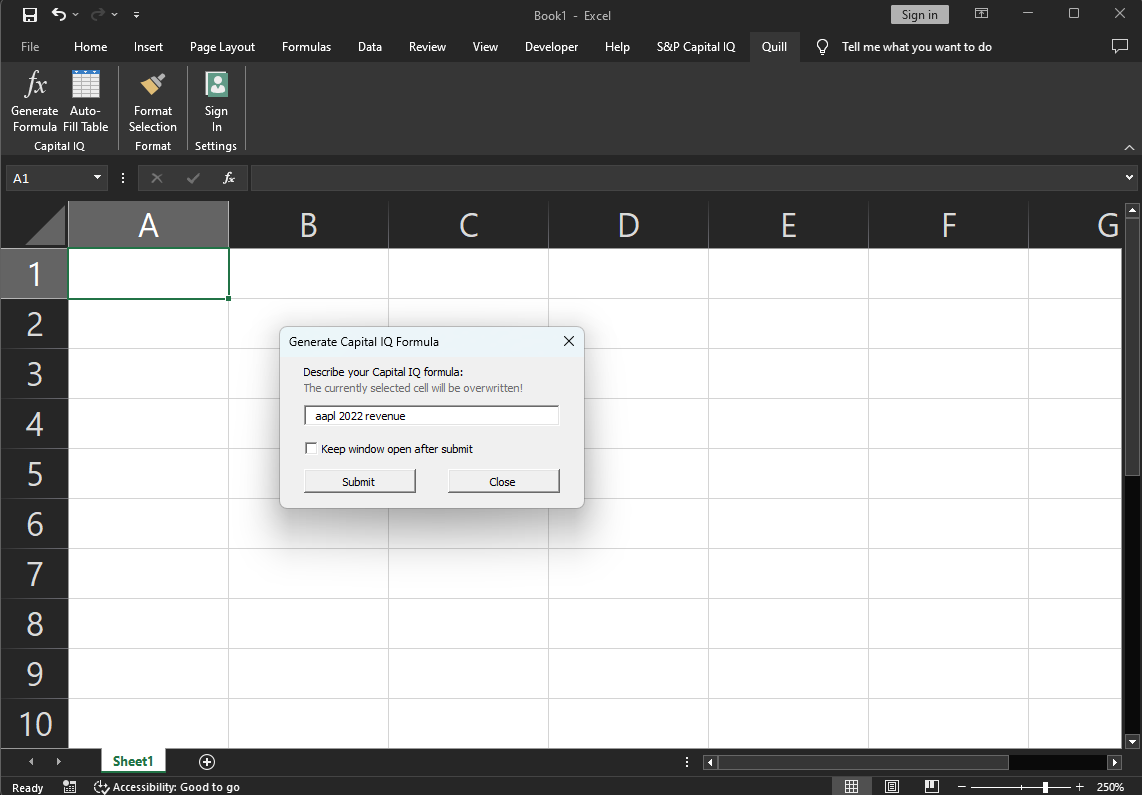 Book1 - Excel
Sign in
File Home Insert Page Layout Formulas Data Review View Developer Help S&P Capital IQ Quill Tell me what you want to do
fx
Generate Formula
Auto-Fill Table
Capital IQ
Format Selection
Format
Sign In
Settings
A1
fx
A B C D E F G
1
2
3
4
5
6
7
8
9
10
Generate Capital IQ Formula
Describe your Capital IQ formula:
The currently selected cell will be overwritten!
aapl 2022 revenue
Keep window open after submit
Submit Close
Sheet1
Ready Accessibility: Good to go 250%